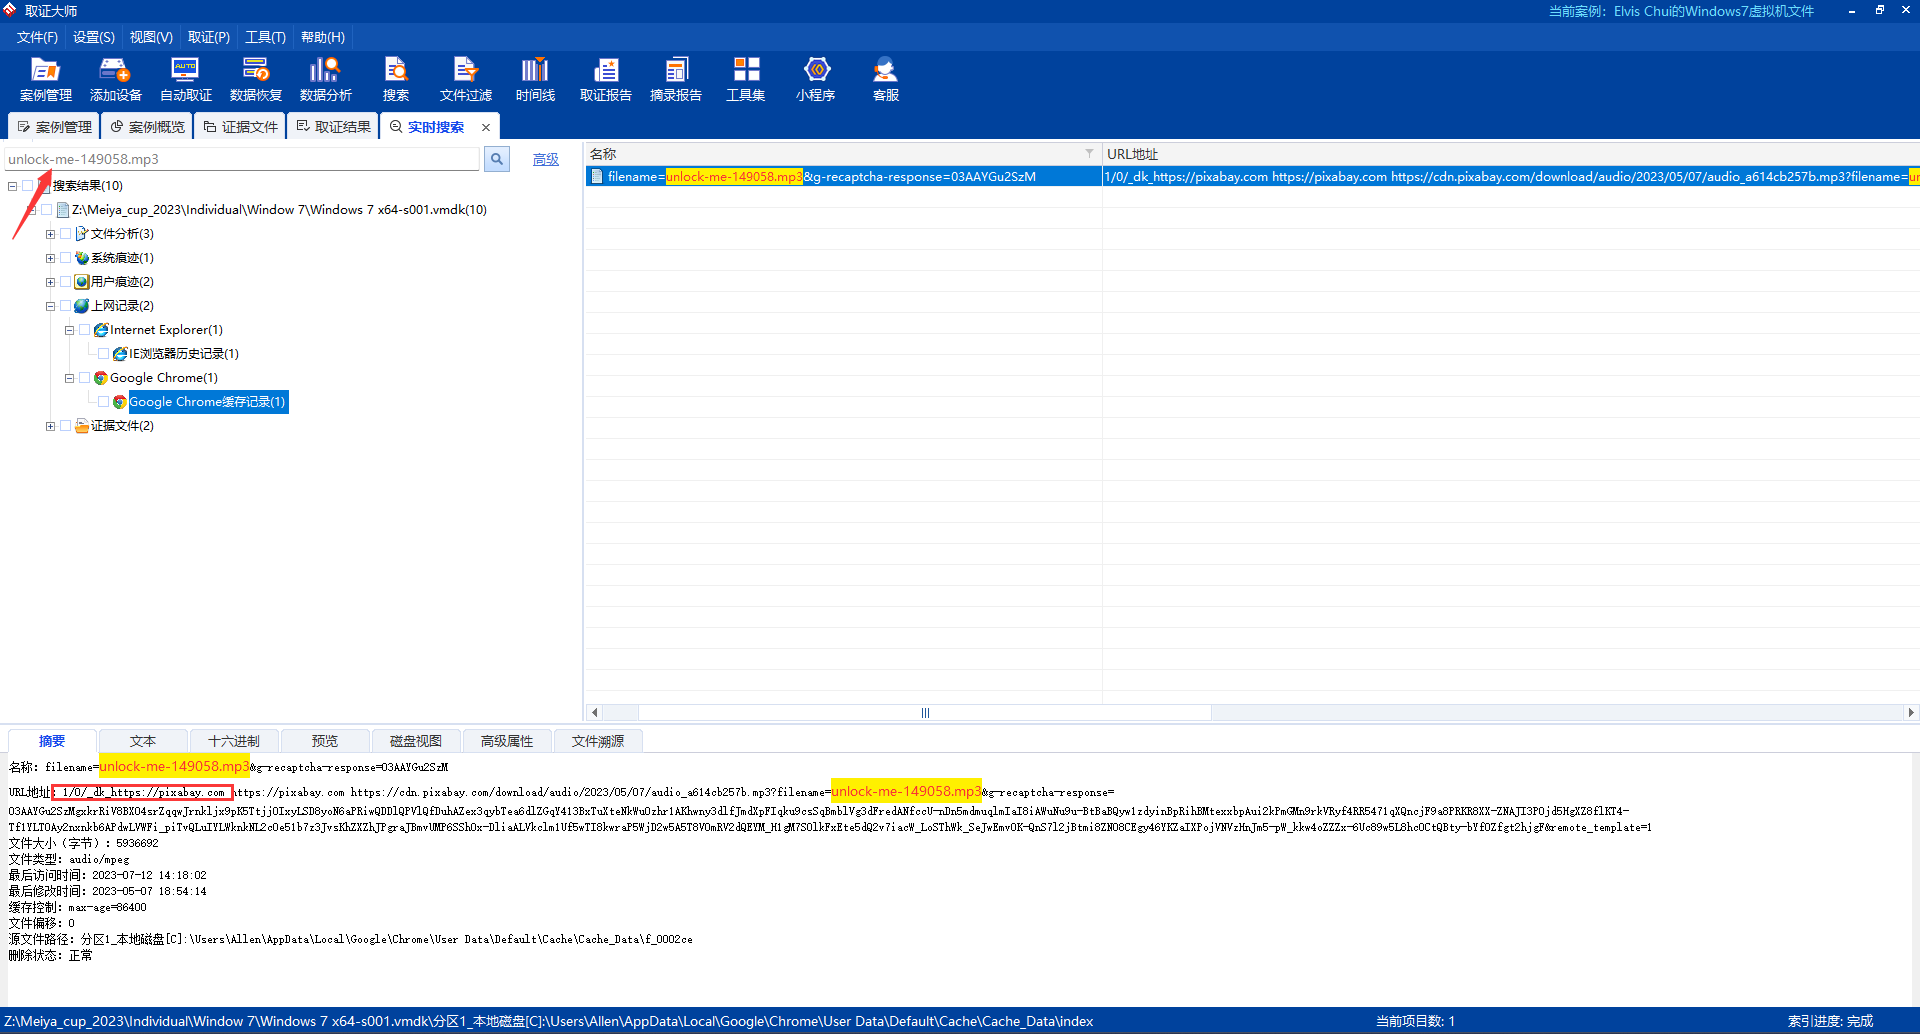 取证大师
当前案例：Elvis Chui的Windows7虚拟机文件
文件(F) 设置(S) 视图(V) 取证(P) 工具(T) 帮助(H)
案例管理 添加设备 自动取证 数据恢复 数据分析 搜索 文件过滤 时间线 取证报告 摘录报告 工具集 小程序 客服
案例管理 案例概览 证据文件 取证结果 实时搜索
unlock-me-149058.mp3 高级
搜索结果(10)
Z:\Meiya_cup_2023\Individual\Window 7\Windows 7 x64-s001.vmdk(10)
文件分析(3)
系统痕迹(1)
用户痕迹(2)
上网记录(2)
Internet Explorer(1)
IE浏览器历史记录(1)
Google Chrome(1)
Google Chrome缓存记录(1)
证据文件(2)
名称 URL地址
filename=unlock-me-149058.mp3&g-recaptcha-response=03AAYGu2SzM 1/0/_dk_https://pixabay.com https://pixabay.com https://cdn.pixabay.com/download/audio/2023/05/07/audio_a614cb257b.mp3?filename=un
摘要 文本 十六进制 预览 磁盘视图 高级属性 文件溯源
名称：filename=unlock-me-149058.mp3&g-recaptcha-response=03AAYGu2SzM
URL地址：1/0/_dk_https://pixabay.com https://pixabay.com https://cdn.pixabay.com/download/audio/2023/05/07/audio_a614cb257b.mp3?filename=unlock-me-149058.mp3&g-recaptcha-response=
文件大小（字节）：5936692
文件类型：audio/mpeg
最后访问时间：2023-07-12 14:18:02
最后修改时间：2023-05-07 18:54:14
缓存控制：max-age=86400
文件偏移：0
源文件路径：分区1_本地磁盘[C]:\Users\Allen\AppData\Local\Google\Chrome\User Data\Default\Cache\Cache_Data\f_0002ce
删除状态：正常
Z:\Meiya_cup_2023\Individual\Window 7\Windows 7 x64-s001.vmdk\分区1_本地磁盘[C]:\Users\Allen\AppData\Local\Google\Chrome\User Data\Default\Cache\Cache_Data\index
当前项目数: 1
索引进度: 完成